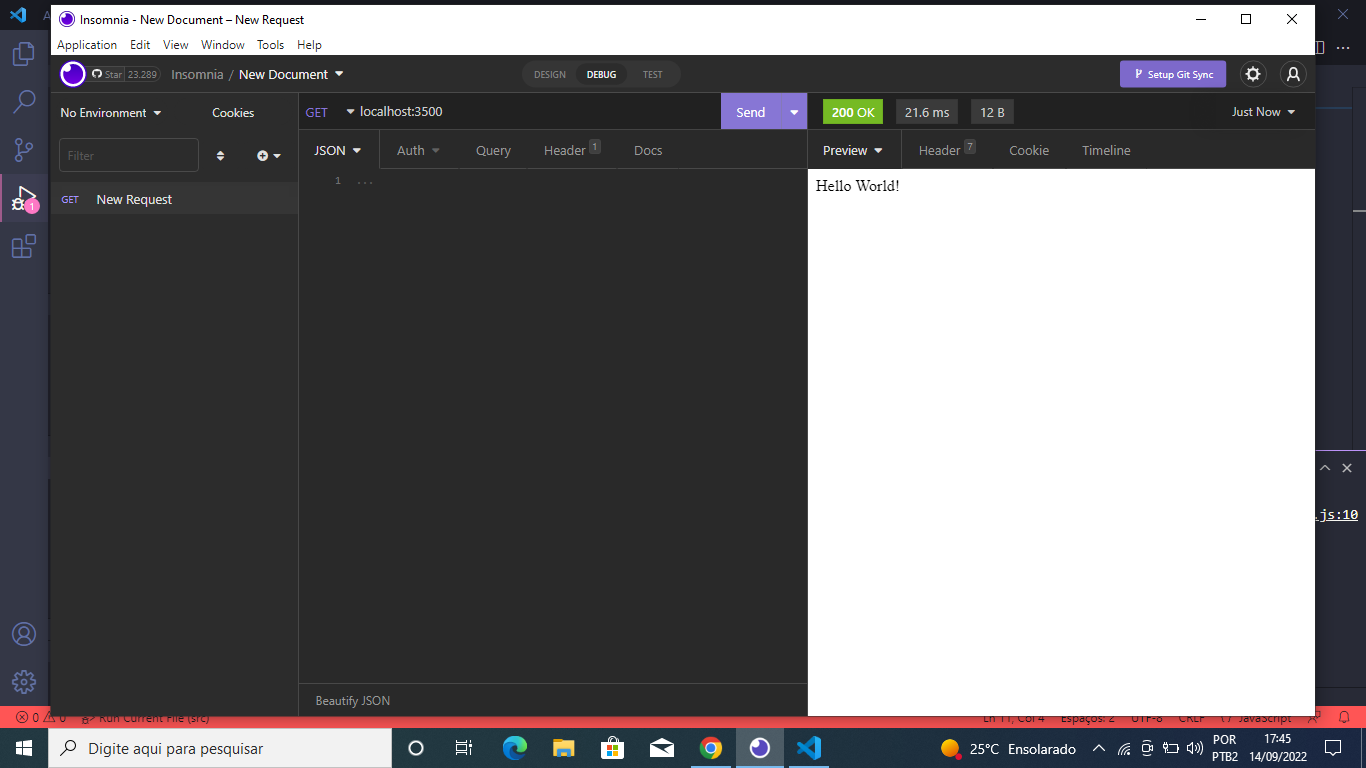 Insomnia - New Document – New Request
Application Edit View Window Tools Help
Star 23.289 Insomnia / New Document DESIGN DEBUG TEST Setup Git Sync
No Environment Cookies GET localhost:3500 Send 200 OK 21.6 ms 12 B Just Now
Filter JSON Auth Query Header 1 Docs Preview Header 7 Cookie Timeline
1 ...
Hello World!
GET New Request
1
.js:10
Beautify JSON
0 0 Run Current File (src) Ln 11, Col 4 Espaços: 2 UTF-8 CRLF {} JavaScript
Digite aqui para pesquisar 25°C Ensolarado POR 17:45
PTB2 14/09/2022